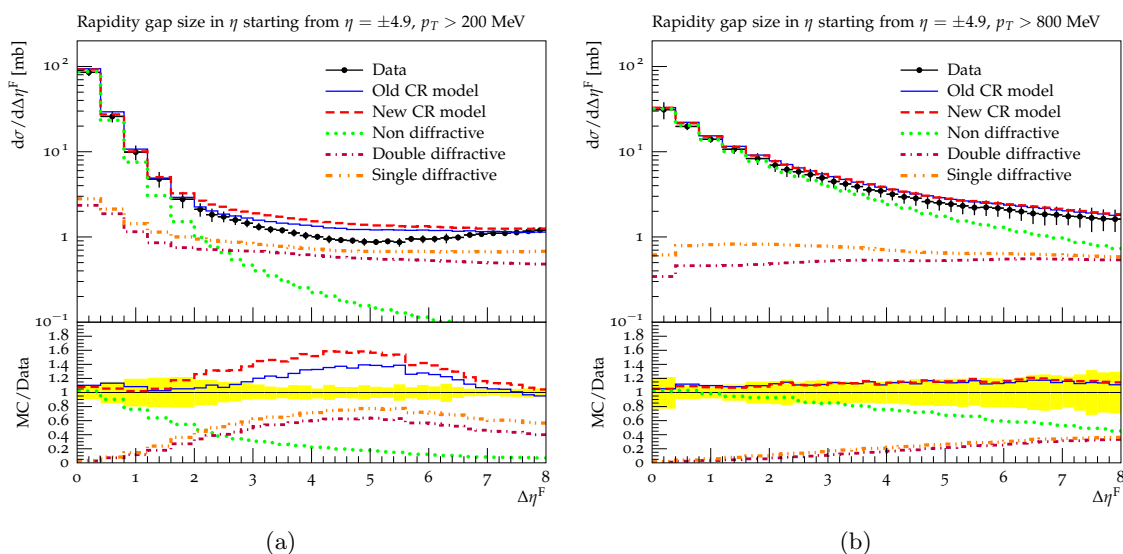 Rapidity gap size in η starting from η = ±4.9, p_T > 200 MeV
dσ/dΔη^F [mb]
10^2
10^1
1
10^−1
Data
Old CR model
New CR model
Non diffractive
Double diffractive
Single diffractive
MC/Data
1.8
1.6
1.4
1.2
1
0.8
0.6
0.4
0.2
0
0 1 2 3 4 5 6 7 8
Δη^F
(a)
Rapidity gap size in η starting from η = ±4.9, p_T > 800 MeV
dσ/dΔη^F [mb]
10^2
10^1
1
10^−1
Data
Old CR model
New CR model
Non diffractive
Double diffractive
Single diffractive
MC/Data
1.8
1.6
1.4
1.2
1
0.8
0.6
0.4
0.2
0
0 1 2 3 4 5 6 7 8
Δη^F
(b)